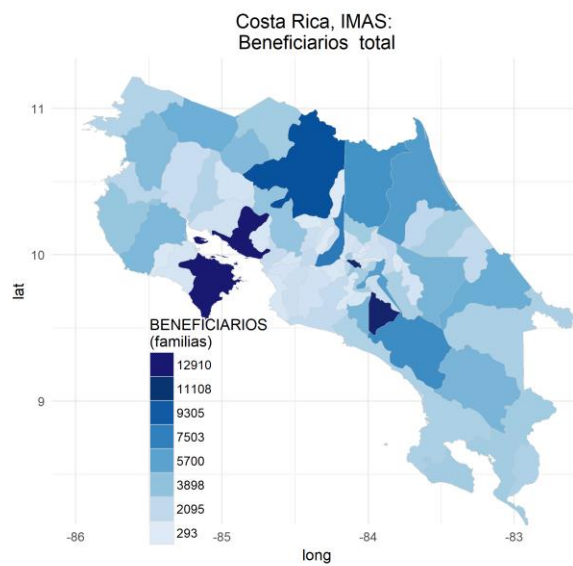 Costa Rica, IMAS:
Beneficiarios total
11
10
9
lat
BENEFICIARIOS
(familias)
12910
11108
9305
7503
5700
3898
2095
293
-86
-85
-84
-83
long